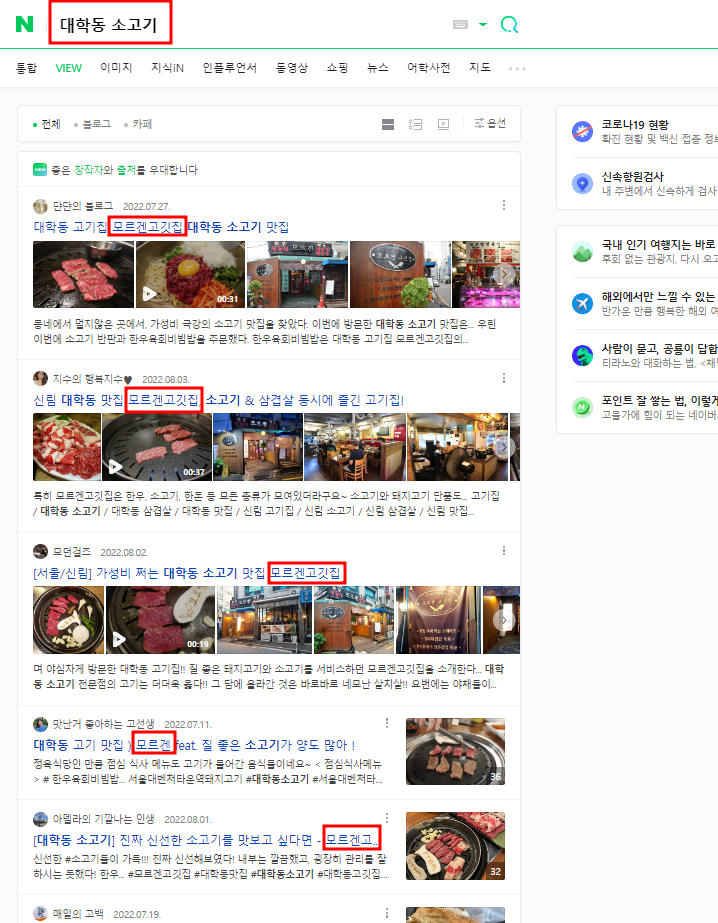 N 대학동 소고기
통합 VIEW 이미지 지식iN 인플루언서 동영상 쇼핑 뉴스 어학사전 지도
전체 블로그 카페 옵션
VIEW 좋은 창작자와 출처를 우대합니다
댠댠의 블로그 2022.07.27.
대학동 고기집 모르겐고깃집 대학동 소고기 맛집
00:31
동네에서 멀지않은 곳에서, 가성비 극강의 소고기 맛집을 찾았다. 이번에 방문한 대학동 소고기 맛집은... 우린
이번에 소고기 반판과 한우육회비빔밥을 주문했다. 한우육회비빔밥은 대학동 고기집 모르겐고깃집의...
지수의 행복지수♥ 2022.08.03.
신림 대학동 맛집 모르겐고깃집, 소고기 & 삼겹살 동시에 즐긴 고기집!
00:37
특히 모르겐고깃집은 한우, 소고기, 한돈 등 모든 종류가 모여있더라구요~ 소고기와 돼지고기 단품도... 고기집
/ 대학동 소고기 / 대학동 삼겹살 / 대학동 맛집 / 신림 고기집 / 신림 소고기 / 신림 삼겹살 / 신림 맛집...
모던걸즈 2022.08.02.
[서울/신림] 가성비 쩌는 대학동 소고기 맛집 모르겐고깃집
00:19
며 야심차게 방문한 대학동 고기집!! 질 좋은 돼지고기와 소고기를 서비스하던 모르겐고깃집을 소개한다... 대학
동 소고기 전문점의 고기는 더더욱 옳다!! 그 담에 올라간 것은 바로바로 네모난 살치살!! 요번에는 야채들이...
맛난거 좋아하는 고선생 2022.07.11.
대학동 고기 맛집 ) 모르겐 feat. 질 좋은 소고기가 양도 많아 !
정육식당인 만큼 점심 식사 메뉴도 고기가 들어간 음식들이네요~ < 점심식사메뉴
> # 한우육회비빔밥... 서울대벤처타운역돼지고기 #대학동소고기 #서울대벤처타...
36
아델라의 기깔나는 인생 2022.08.01.
[대학동 소고기] 진짜 신선한 소고기를 맛보고 싶다면 - 모르겐고...
신선한 #소고기들이 가득!!! 진짜 신선해보였다! 내부는 깔끔했고, 굉장히 관리를 잘
하시는 듯했다! 한우... #모르겐고깃집 #대학동맛집 #대학동소고기 #대학동고깃집...
32
매일의 고백 2022.07.19.
코로나19 현황
확진 현황 및 백신 접종 정보
신속항원검사
내 주변에서 신속하게 검사
국내 인기 여행지는 바로
후회 없는 관광지, 다시 오고
해외에서만 느낄 수 있는
반가운 만큼 행복한 해외 여
사람이 묻고, 공룡이 답합
티라노와 대화하는 법, <채
포인트 잘 쌓는 법, 이렇게
고물가에 힘이 되는 네이버